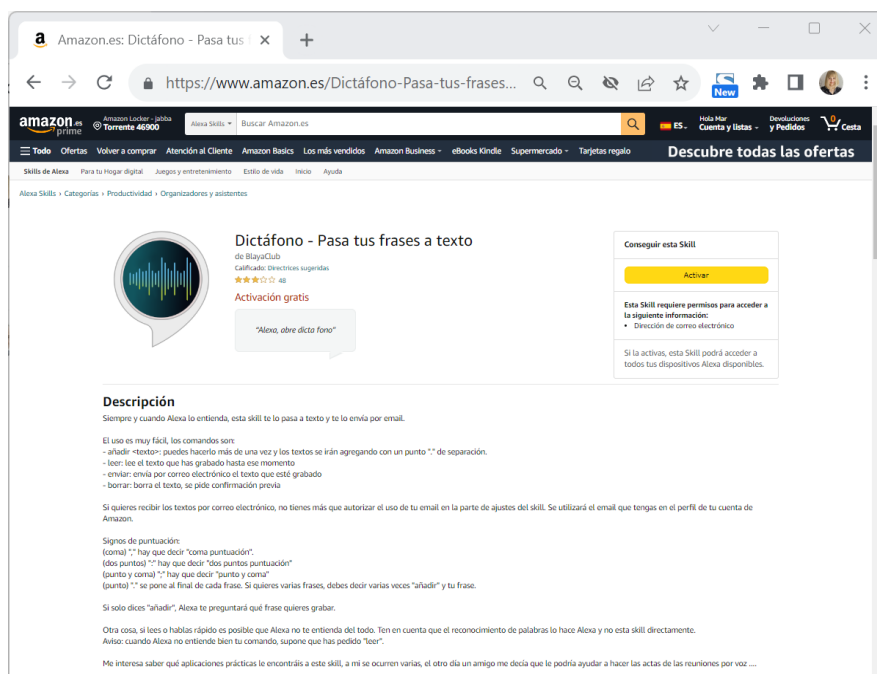 Amazon.es: Dictáfono - Pasa tus
https://www.amazon.es/Dictáfono-Pasa-tus-frases...
New
amazon.es
prime
Amazon Locker - Jabba
Torrente 46900
Alexa Skills
Buscar Amazon.es
ES
Hola Mar
Cuenta y listas
Devoluciones
y Pedidos
0
Cesta
Todo Ofertas Volver a comprar Atención al Cliente Amazon Basics Los más vendidos Amazon Business eBooks Kindle Supermercado Tarjetas regalo Descubre todas las ofertas
Skills de Alexa Para tu Hogar digital Juegos y entretenimiento Estilo de vida Inicio Ayuda
Alexa Skills › Categorías › Productividad › Organizadores y asistentes
Dictáfono - Pasa tus frases a texto
de BlayaClub
Calificado: Directrices sugeridas
48
Activación gratis
"Alexa, abre dicta fono"
Conseguir esta Skill
Activar
Esta Skill requiere permisos para acceder a
la siguiente información:
• Dirección de correo electrónico
Si la activas, esta Skill podrá acceder a
todos tus dispositivos Alexa disponibles.
Descripción
Siempre y cuando Alexa lo entienda, esta skill te lo pasa a texto y te lo envía por email.
El uso es muy fácil, los comandos son:
- añadir <texto>: puedes hacerlo más de una vez y los textos se irán agregando con un punto "." de separación.
- leer: lee el texto que has grabado hasta ese momento
- enviar: envía por correo electrónico el texto que esté grabado
- borrar: borra el texto, se pide confirmación previa
Si quieres recibir los textos por correo electrónico, no tienes más que autorizar el uso de tu email en la parte de ajustes del skill. Se utilizará el email que tengas en el perfil de tu cuenta de
Amazon.
Signos de puntuación:
(coma) "," hay que decir "coma puntuación".
(dos puntos) ":" hay que decir "dos puntos puntuación"
(punto y coma) ";" hay que decir "punto y coma"
(punto) "." se pone al final de cada frase. Si quieres varias frases, debes decir varias veces "añadir" y tu frase.
Si solo dices "añadir", Alexa te preguntará qué frase quieres grabar.
Otra cosa, si lees o hablas rápido es posible que Alexa no te entienda del todo. Ten en cuenta que el reconocimiento de palabras lo hace Alexa y no esta skill directamente.
Aviso: cuando Alexa no entiende bien tu comando, supone que has pedido "leer".
Me interesa saber qué aplicaciones prácticas le encontráis a este skill, a mi se ocurren varias, el otro día un amigo me decía que le podría ayudar a hacer las actas de las reuniones por voz ....